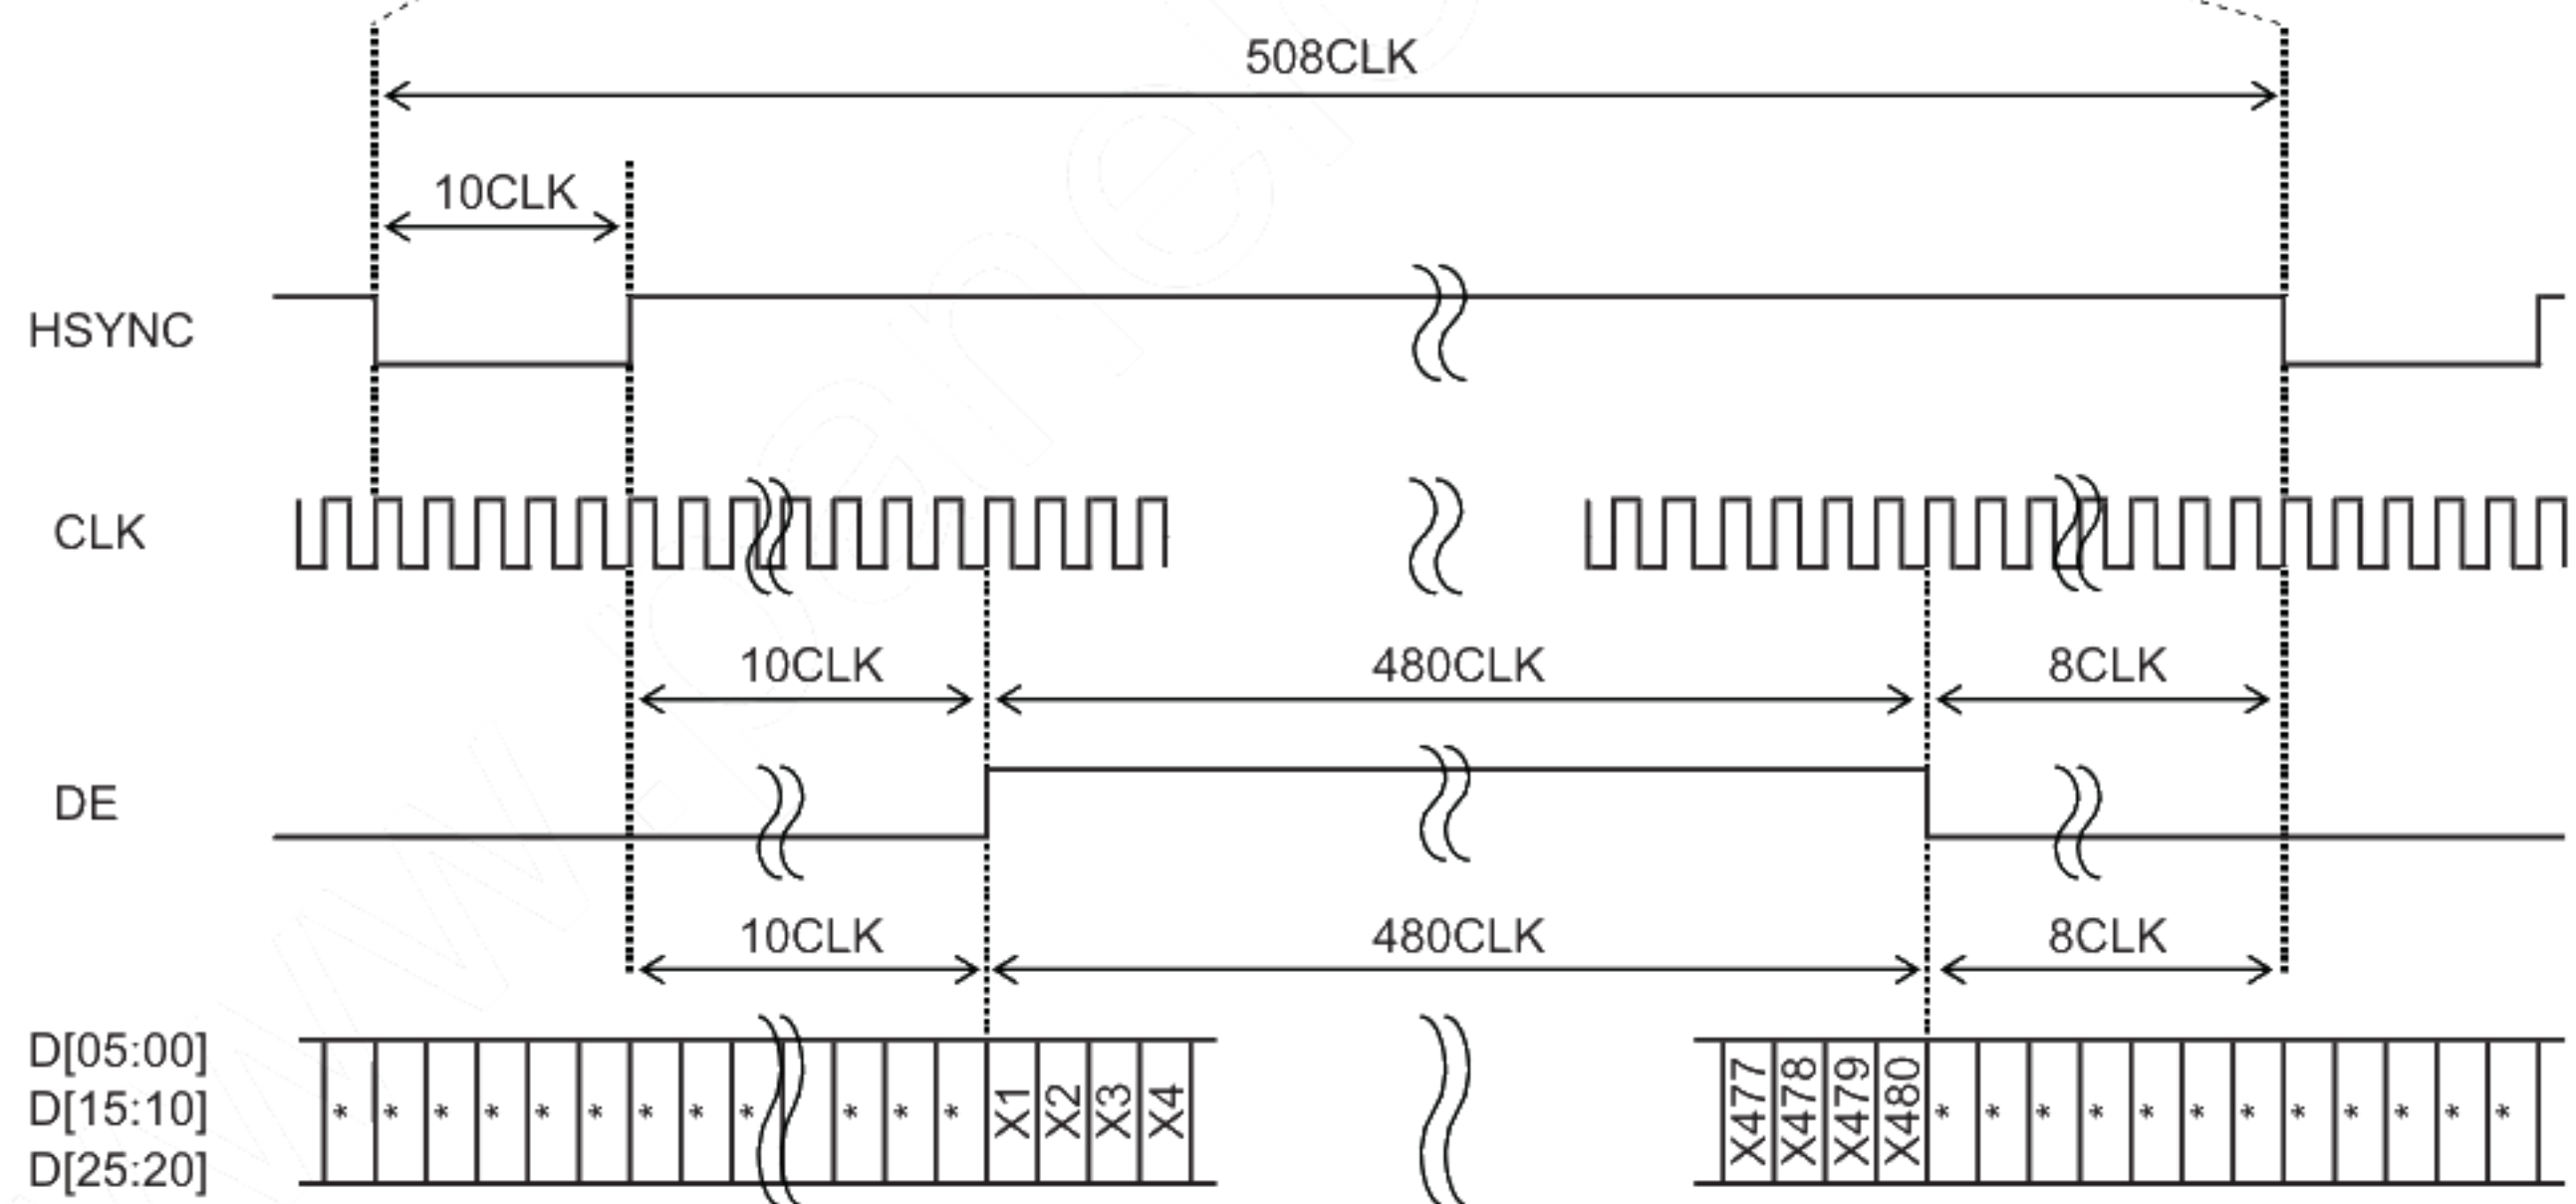 508CLK
10CLK
HSYNC
CLK
10CLK 480CLK 8CLK
DE
10CLK 480CLK 8CLK
D[05:00]
D[15:10]
D[25:20]
* * * * * * * * * * * * X1 X2 X3 X4 X477 X478 X479 X480 * * * * * * * * * * * *